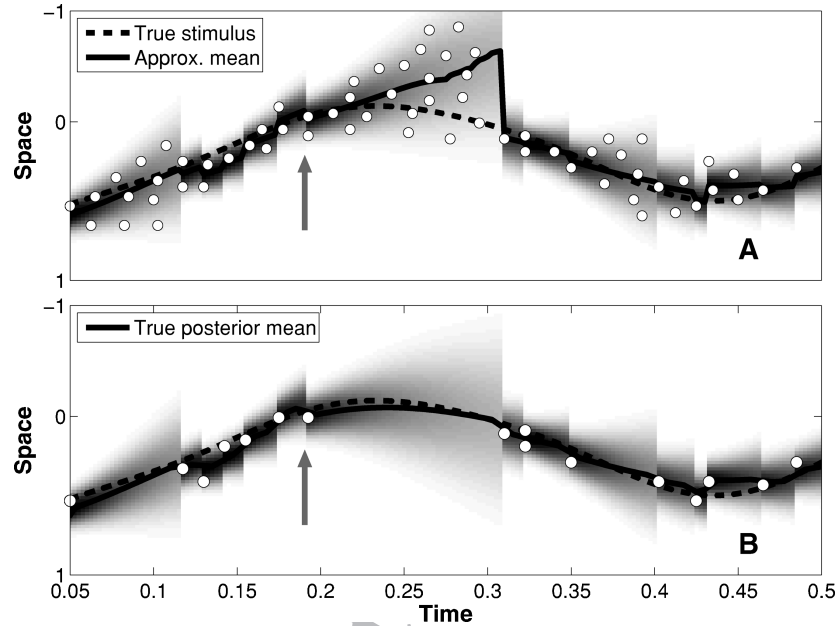 -1
True stimulus
Approx. mean
0
1
Space
A
-1
True posterior mean
0
1
Space
B
0.05 0.1 0.15 0.2 0.25 0.3 0.35 0.4 0.45 0.5
Time